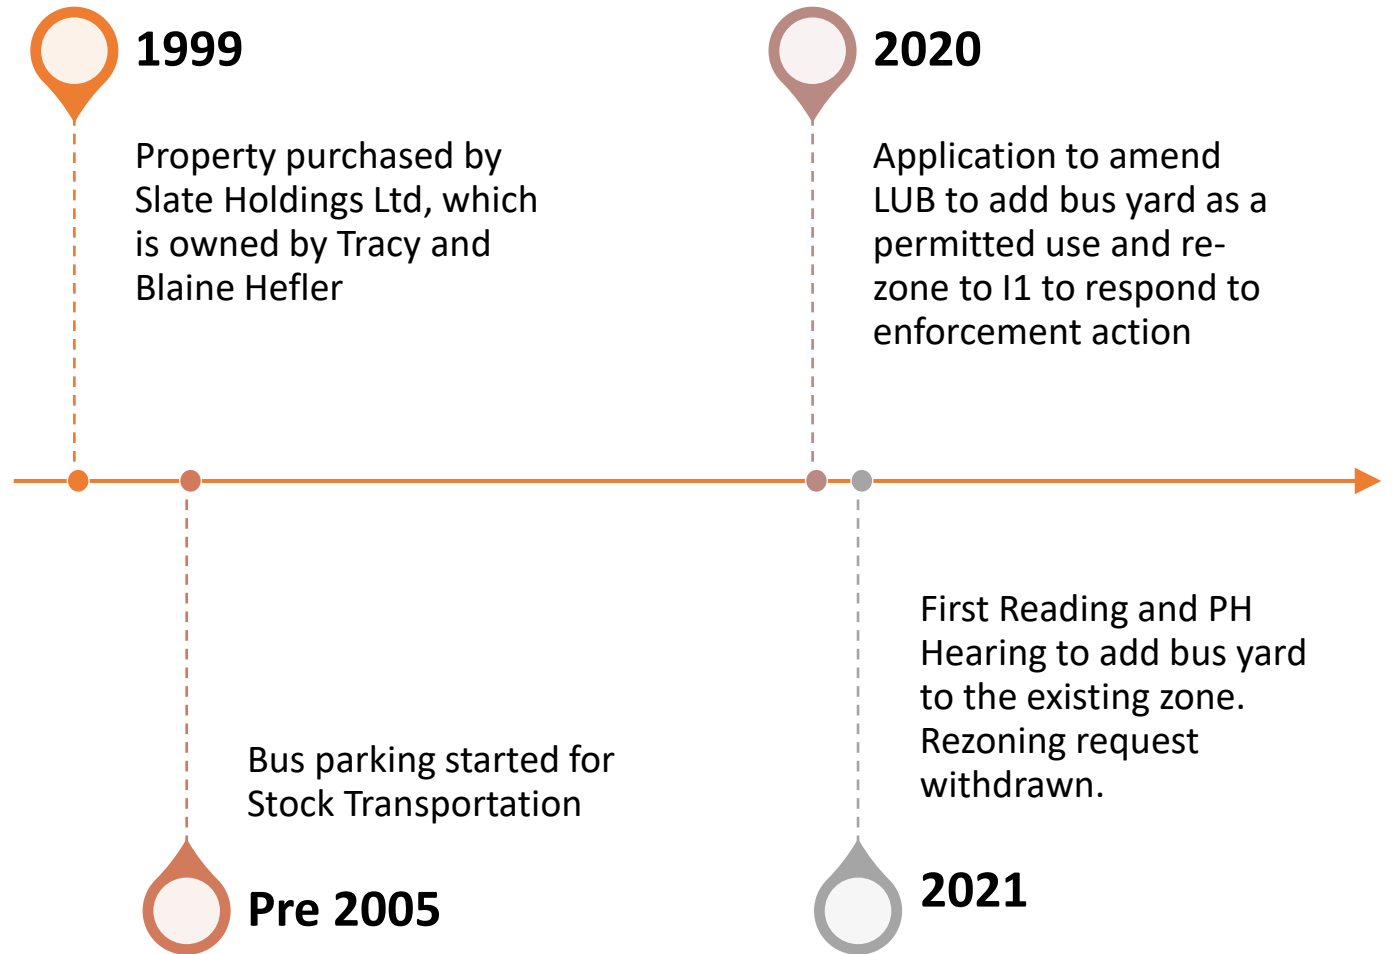 1999
Property purchased by
Slate Holdings Ltd, which
is owned by Tracy and
Blaine Hefler
2020
Application to amend
LUB to add bus yard as a
permitted use and re-
zone to I1 to respond to
enforcement action
Bus parking started for
Stock Transportation
Pre 2005
First Reading and PH
Hearing to add bus yard
to the existing zone.
Rezoning request
withdrawn.
2021